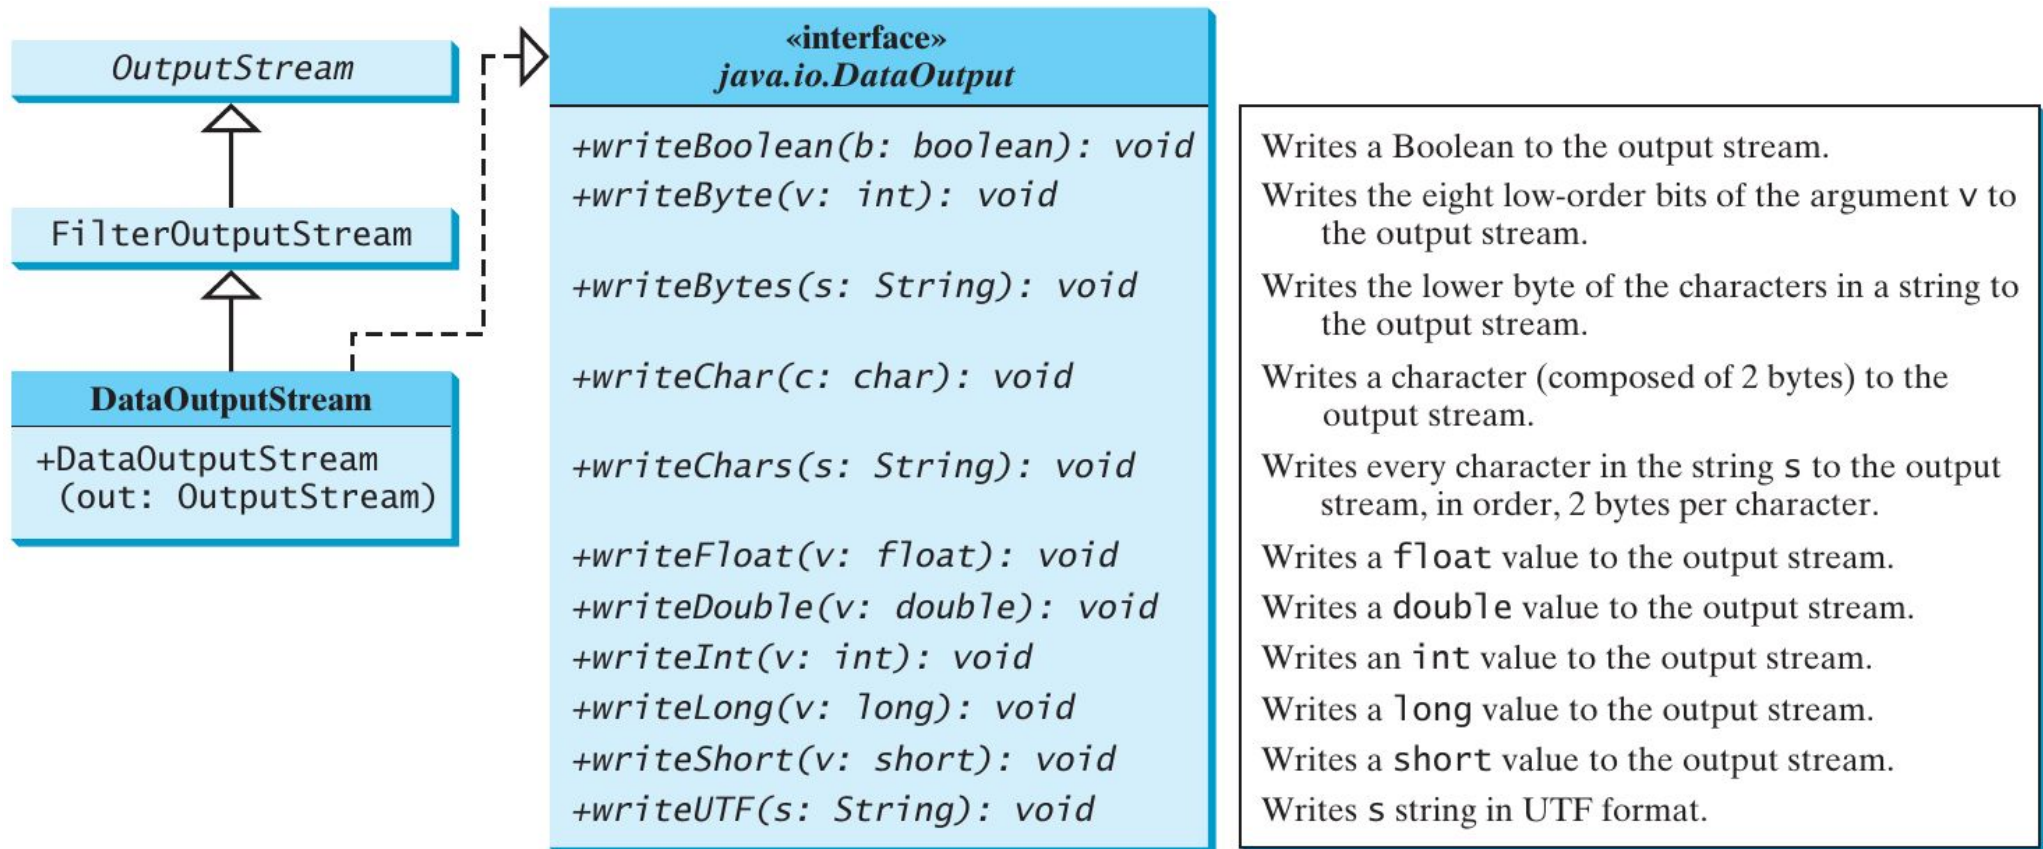 OutputStream
FilterOutputStream
DataOutputStream
+DataOutputStream
(out: OutputStream)
«interface»
java.io.DataOutput
+writeBoolean(b: boolean): void
+writeByte(v: int): void
+writeBytes(s: String): void
+writeChar(c: char): void
+writeChars(s: String): void
+writeFloat(v: float): void
+writeDouble(v: double): void
+writeInt(v: int): void
+writeLong(v: long): void
+writeShort(v: short): void
+writeUTF(s: String): void
Writes a Boolean to the output stream.
Writes the eight low-order bits of the argument v to
the output stream.
Writes the lower byte of the characters in a string to
the output stream.
Writes a character (composed of 2 bytes) to the
output stream.
Writes every character in the string s to the output
stream, in order, 2 bytes per character.
Writes a float value to the output stream.
Writes a double value to the output stream.
Writes an int value to the output stream.
Writes a long value to the output stream.
Writes a short value to the output stream.
Writes s string in UTF format.